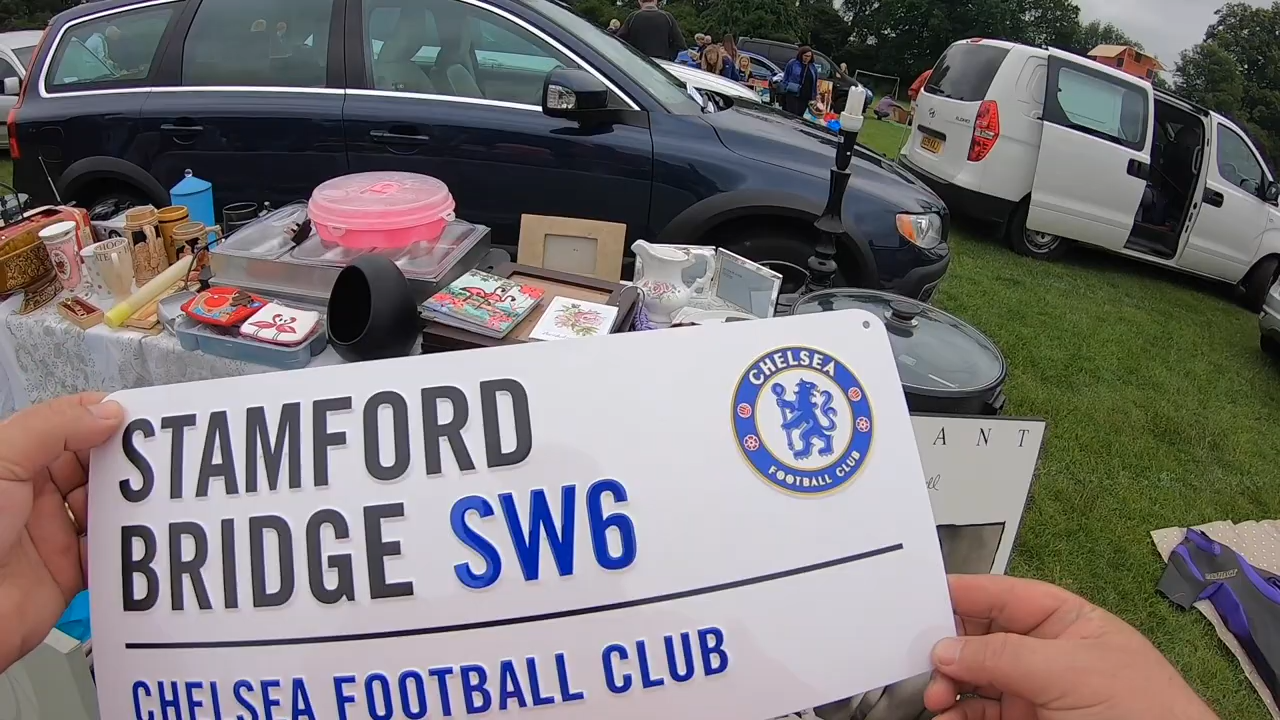 STAMFORD
BRIDGE SW6
CHELSEA FOOTBALL CLUB
CHELSEA
FOOTBALL CLUB
ANT